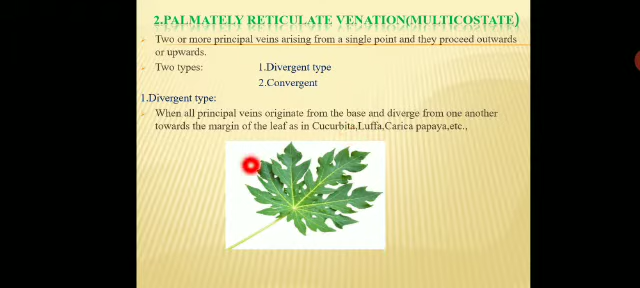 2.PALMATELY RETICULATE VENATION(MULTICOSTATE)
Two or more principal veins arising from a single point and they proceed outwards
or upwards.
Two types: 1.Divergent type
2.Convergent
1.Divergent type:
When all principal veins originate from the base and diverge from one another
towards the margin of the leaf as in Cucurbita,Luffa,Carica papaya,etc.,